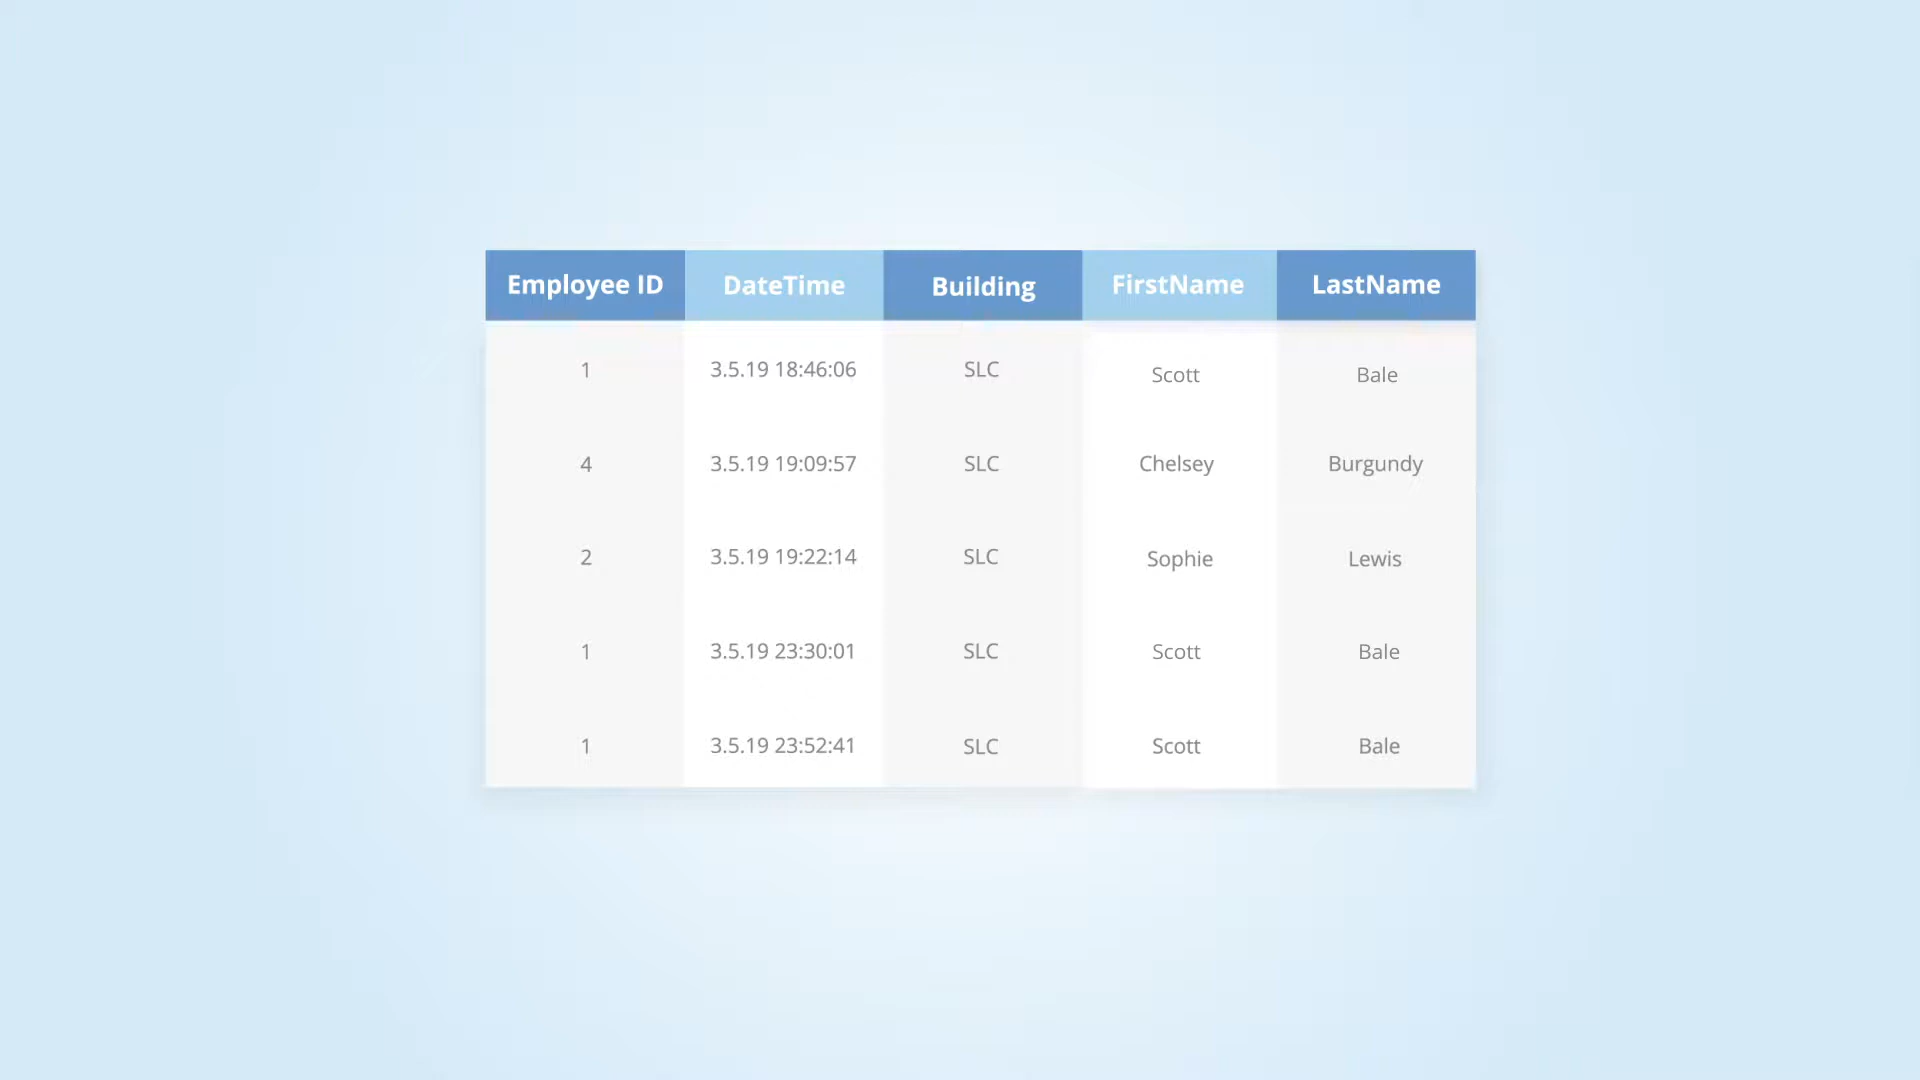 Employee ID DateTime Building FirstName LastName
1 3.5.19 18:46:06 SLC Scott Bale
4 3.5.19 19:09:57 SLC Chelsey Burgundy
2 3.5.19 19:22:14 SLC Sophie Lewis
1 3.5.19 23:30:01 SLC Scott Bale
1 3.5.19 23:52:41 SLC Scott Bale